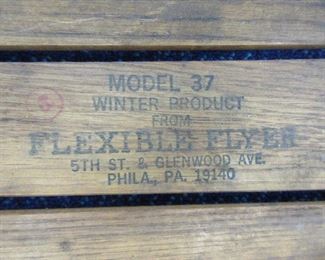 MODEL 37
WINTER PRODUCT
FROM
FLEXIBLE FLYER
5TH ST. & GLENWOOD AVE.
PHILA., PA. 19140